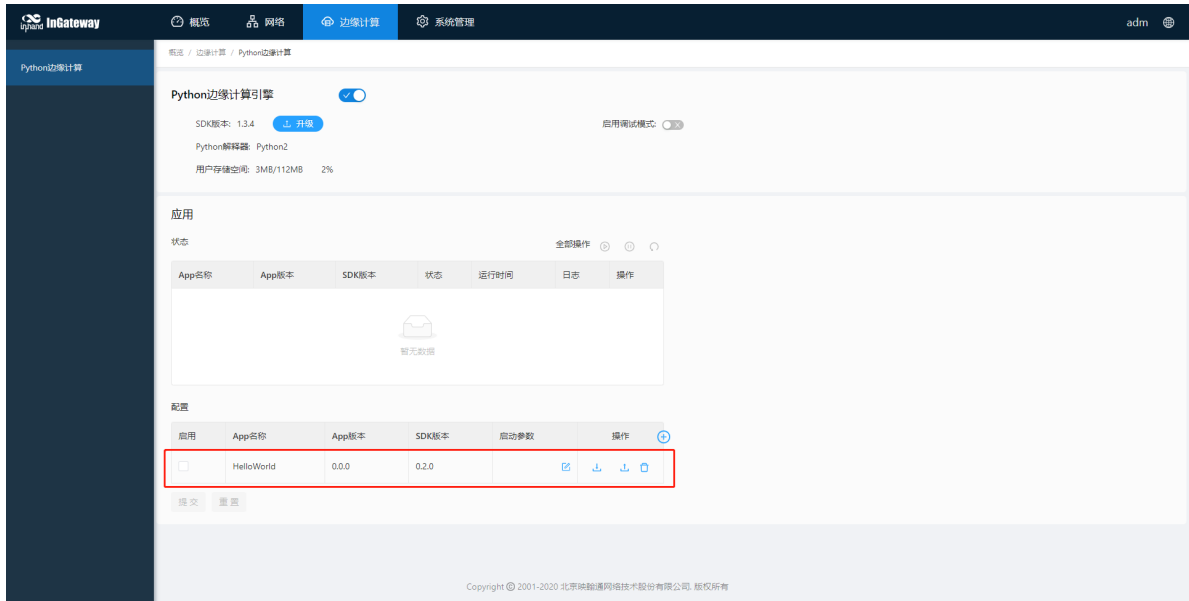 inhand InGateway 概览 网络 边缘计算 系统管理 adm
Python边缘计算
概览 / 边缘计算 / Python边缘计算
Python边缘计算引擎
SDK版本: 1.3.4 升级 启用调试模式:
Python解释器: Python2
用户存储空间: 3MB/112MB 2%
应用
状态 全部操作
App名称 App版本 SDK版本 状态 运行时间 日志 操作
暂无数据
配置
启用 App名称 App版本 SDK版本 启动参数 操作
HelloWorld 0.0.0 0.2.0
提交 重置
Copyright © 2001-2020 北京映翰通网络技术股份有限公司. 版权所有